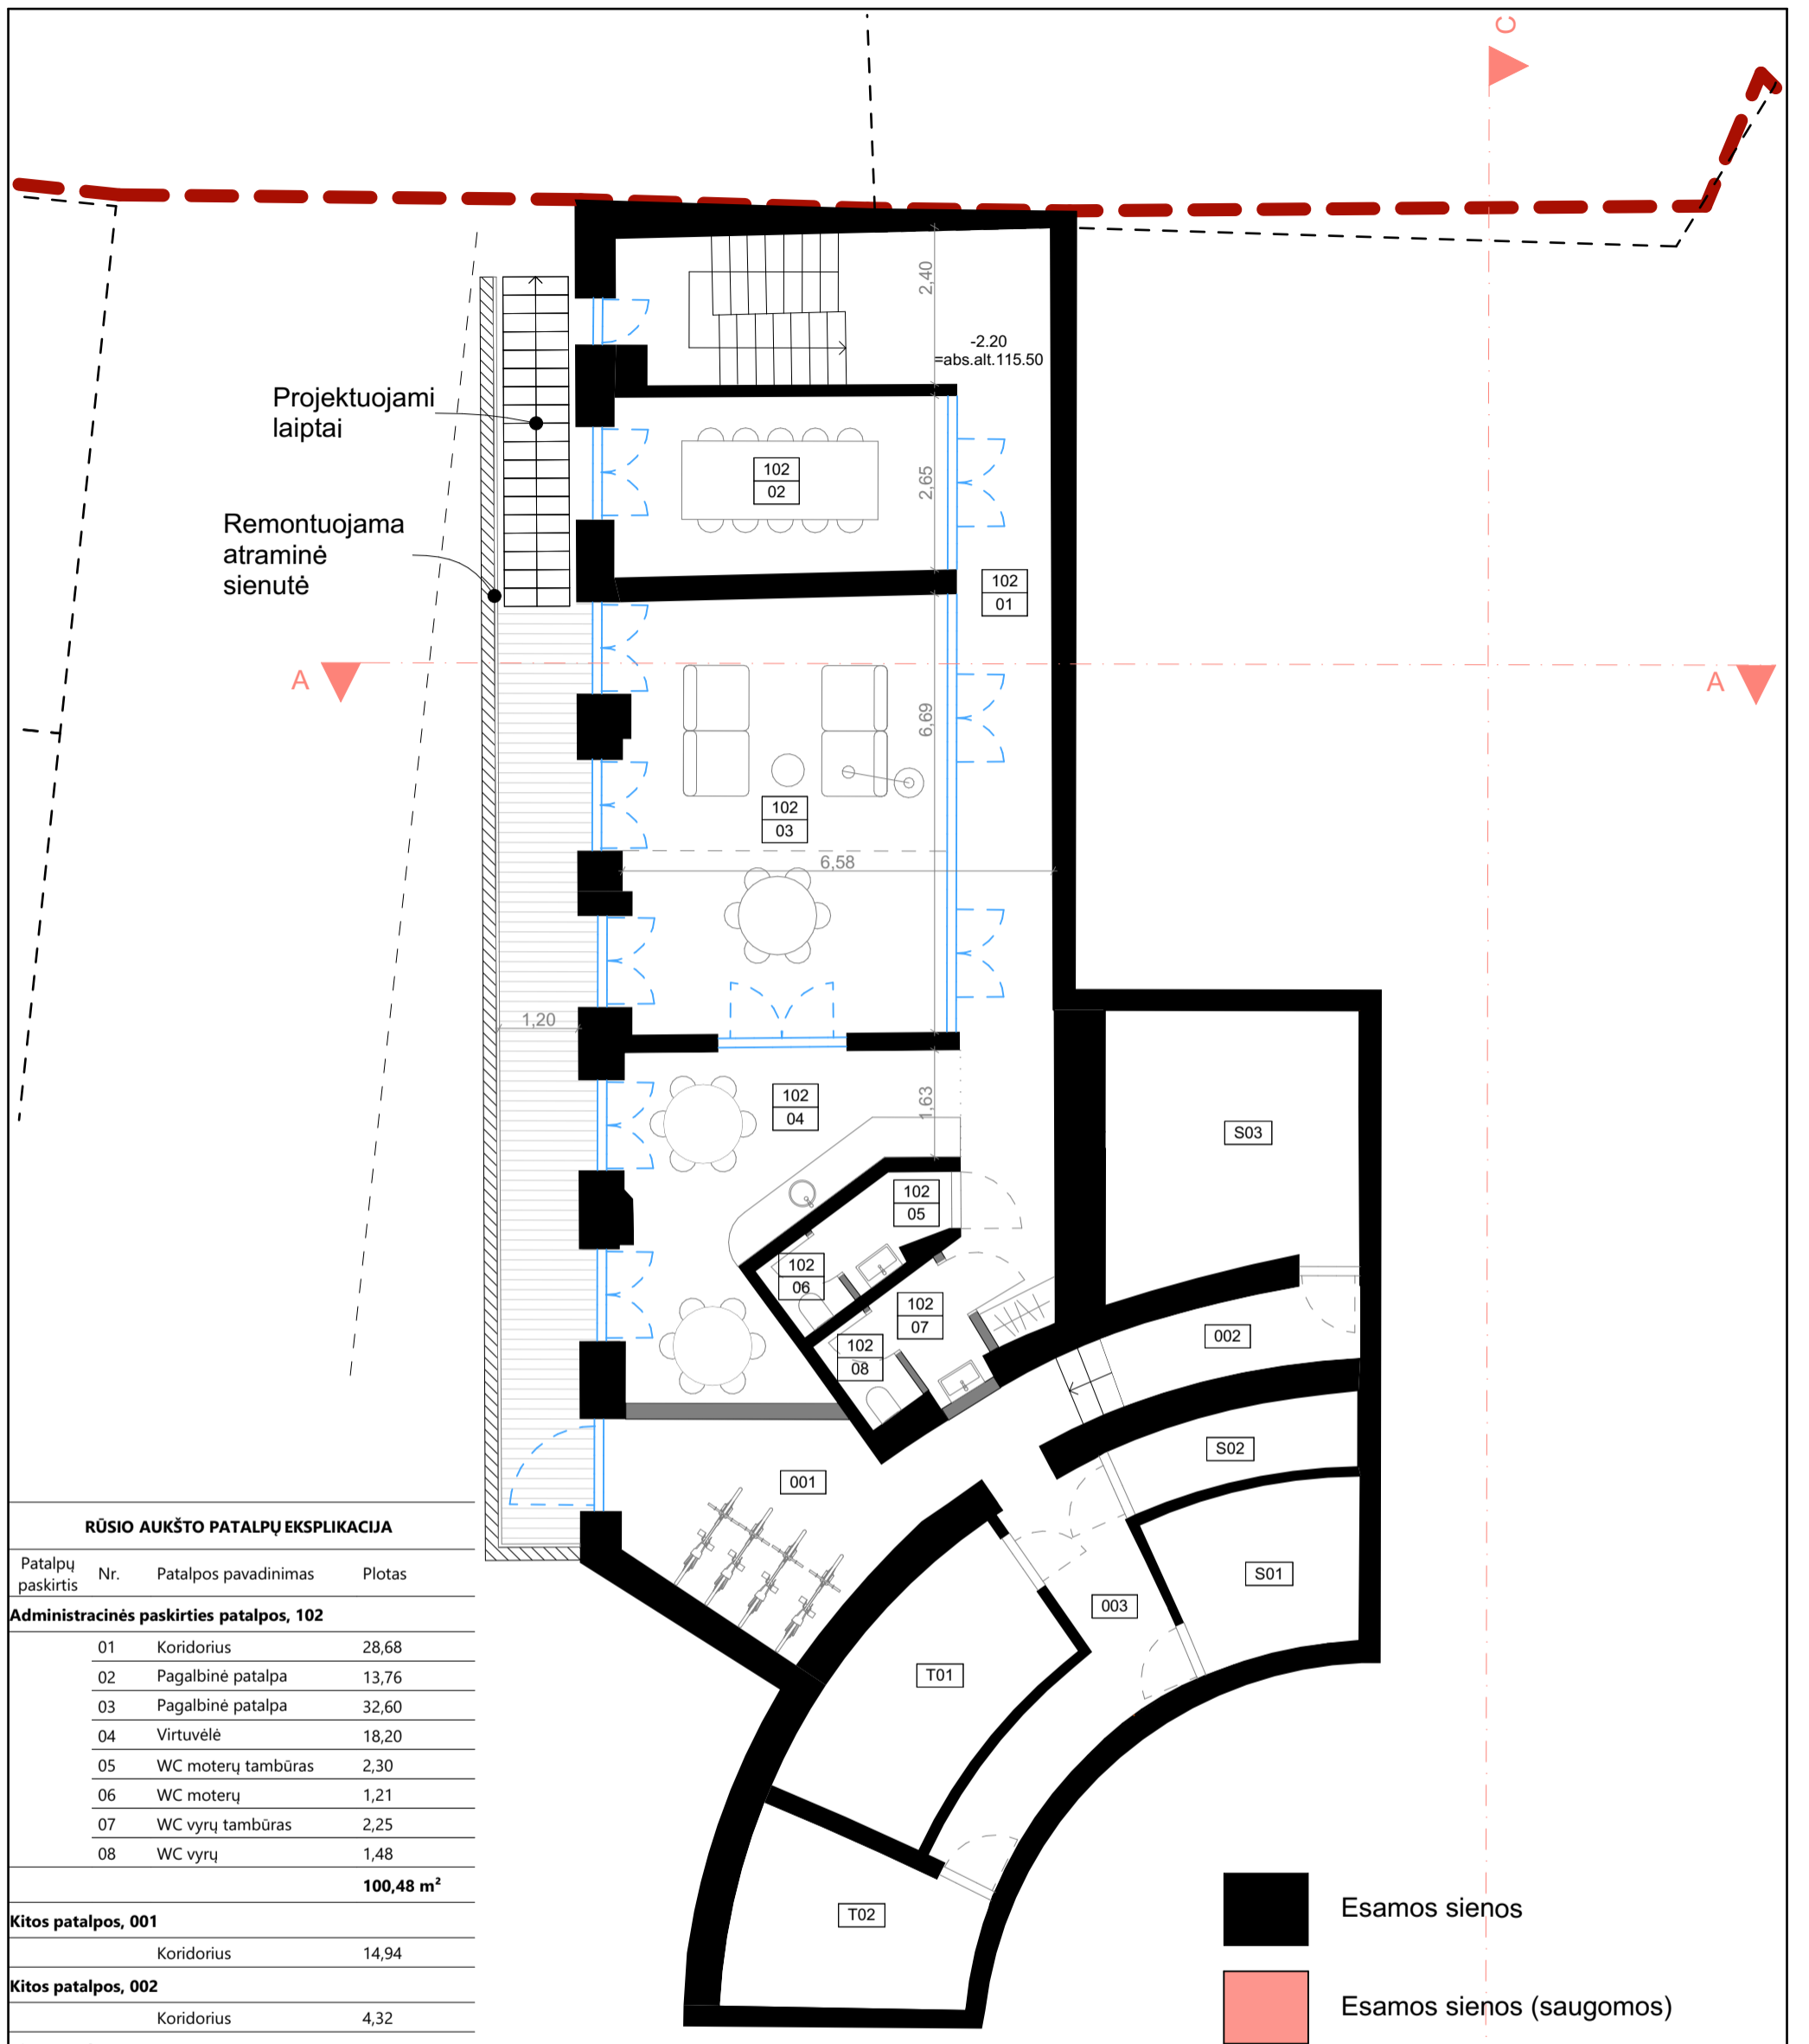 C
2,40
-2.20
=abs.alt.115.50
Projektuojami
laiptai
102
02
2,65
Remontuojama
atraminė
sienutė
102
01
A
A
6,69
102
03
6,58
1,20
102
04
1,63
S03
102
05
102
06
102
07
002
102
08
S02
001
S01
003
T01
T02
RŪSIO AUKŠTO PATALPŲ EKSPLIKACIJA
Patalpų
paskirtis Nr. Patalpos pavadinimas Plotas
Administracinės paskirties patalpos, 102
01 Koridorius 28,68
02 Pagalbinė patalpa 13,76
03 Pagalbinė patalpa 32,60
04 Virtuvėlė 18,20
05 WC moterų tambūras 2,30
06 WC moterų 1,21
07 WC vyrų tambūras 2,25
08 WC vyrų 1,48
100,48 m²
Kitos patalpos, 001
Koridorius 14,94
Kitos patalpos, 002
Koridorius 4,32
Esamos sienos
Esamos sienos (saugomos)